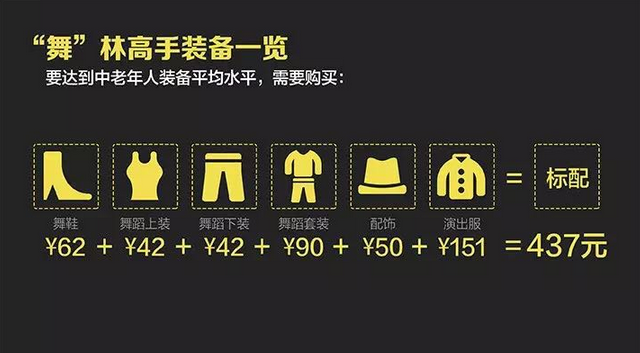 “舞”林高手装备一览
要达到中老年人装备平均水平，需要购买：
= 标配
舞鞋 舞蹈上装 舞蹈下装 舞蹈套装 配饰 演出服
¥62 + ¥42 + ¥42 + ¥90 + ¥50 + ¥151 = 437元